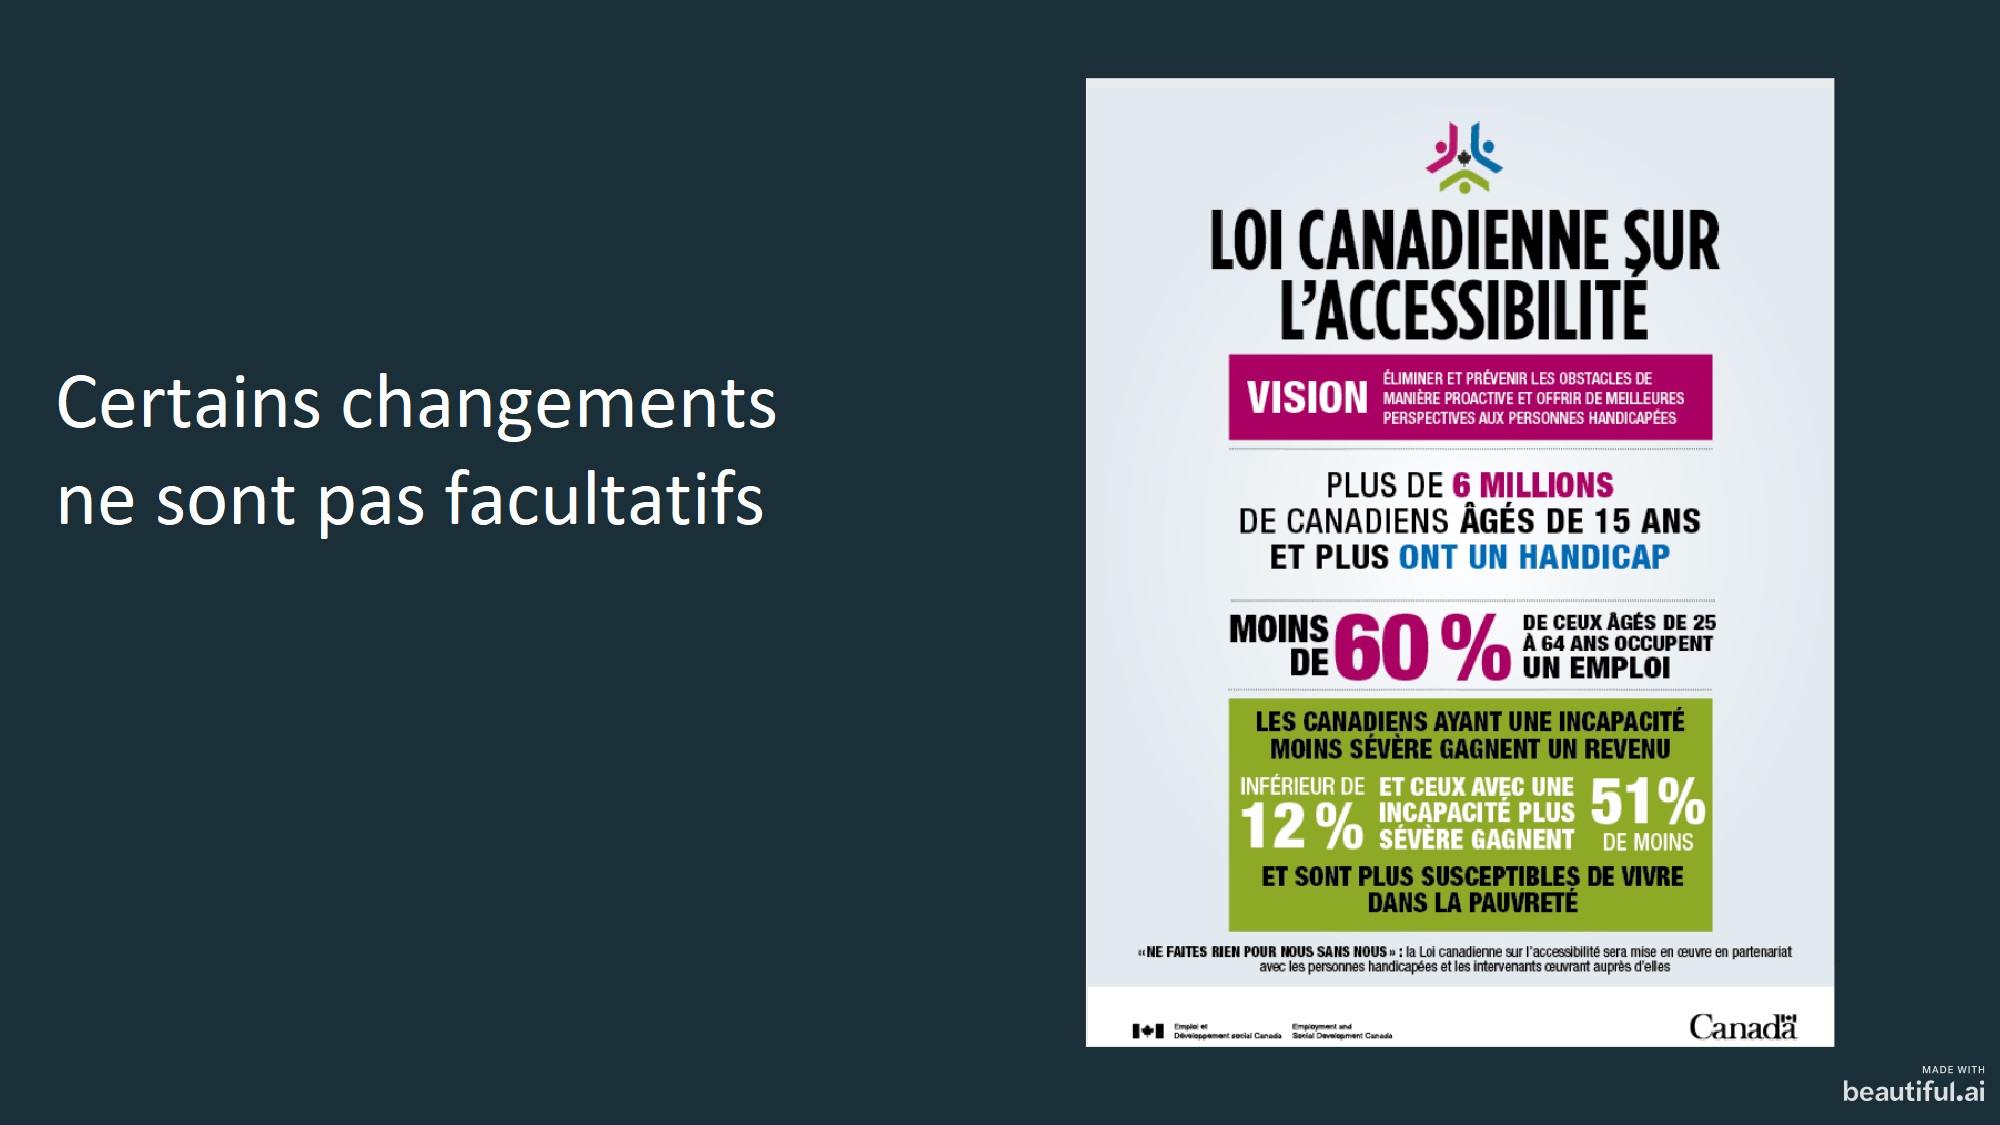 Certains changements
ne sont pas facultatifs
LOI CANADIENNE SUR
L'ACCESSIBILITÉ
VISION
ÉLIMINER ET PRÉVENIR LES OBSTACLES DE
MANIÈRE PROACTIVE ET OFFRIR DE MEILLEURES
PERSPECTIVES AUX PERSONNES HANDICAPÉES
PLUS DE 6 MILLIONS
DE CANADIENS ÂGÉS DE 15 ANS
ET PLUS ONT UN HANDICAP
MOINS
DE
60 %
DE CEUX ÂGÉS DE 25
À 64 ANS OCCUPENT
UN EMPLOI
LES CANADIENS AYANT UNE INCAPACITÉ
MOINS SÉVÈRE GAGNENT UN REVENU
INFÉRIEUR DE
12 %
ET CEUX AVEC UNE
INCAPACITÉ PLUS
SÉVÈRE GAGNENT
51%
DE MOINS
ET SONT PLUS SUSCEPTIBLES DE VIVRE
DANS LA PAUVRETÉ
«NE FAITES RIEN POUR NOUS SANS NOUS» : la Loi canadienne sur l'accessibilité sera mise en œuvre en partenariat
avec les personnes handicapées et les intervenants œuvrant auprès d'elles
Emploi et
Développement social Canada
Employment and
Social Development Canada
Canada
MADE WITH
beautiful.ai